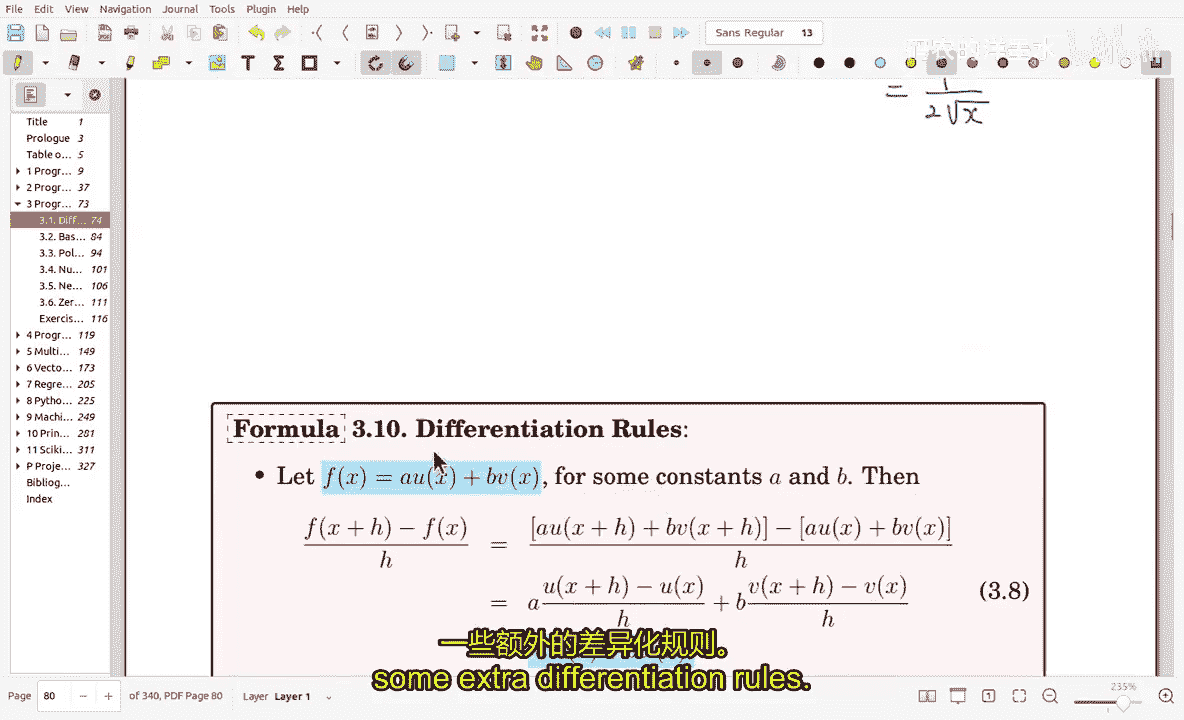 File Edit View Navigation Journal Tools Plugin Help
Sans Regular 13
Title 1
Prologue 3
Table o... 5
1 Progr... 9
2 Progr... 37
3 Progr... 73
3.1. Diff... 74
3.2. Bas... 84
3.3. Pol... 94
3.4. Nu... 101
3.5. Ne... 106
3.6. Zer... 111
Exercis... 116
4 Progr... 119
5 Multi... 149
6 Vecto... 173
7 Regre... 205
8 Pytho... 225
9 Machi... 249
10 Prin... 281
11 Sciki... 311
P Proje... 327
Bibliog...
Index
= 1 / 2√x
Formula 3.10. Differentiation Rules:
• Let f(x) = au(x) + bv(x), for some constants a and b. Then
f(x + h) − f(x) / h = [au(x + h) + bv(x + h)] − [au(x) + bv(x)] / h
= a u(x + h) − u(x) / h + b v(x + h) − v(x) / h (3.8)
一些额外的差异化规则。
some extra differentiation rules.
Page 80 − + of 340, PDF Page 80 Layer Layer 1 235%